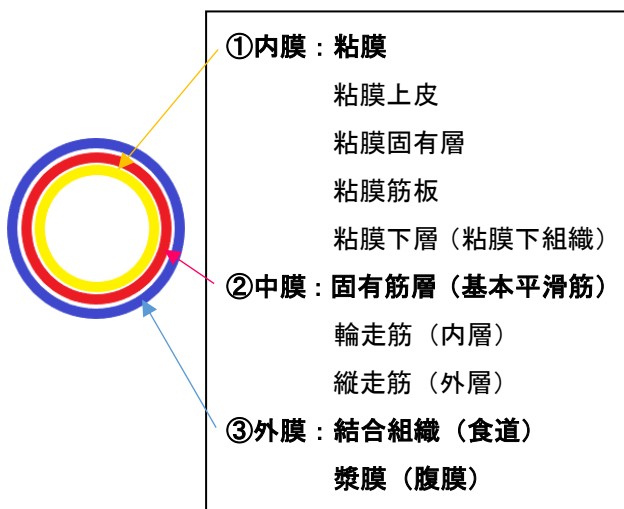 ①内膜：粘膜
粘膜上皮
粘膜固有層
粘膜筋板
粘膜下層（粘膜下組織）
②中膜：固有筋層（基本平滑筋）
輪走筋（内層）
縦走筋（外層）
③外膜：結合組織（食道）
漿膜（腹膜）